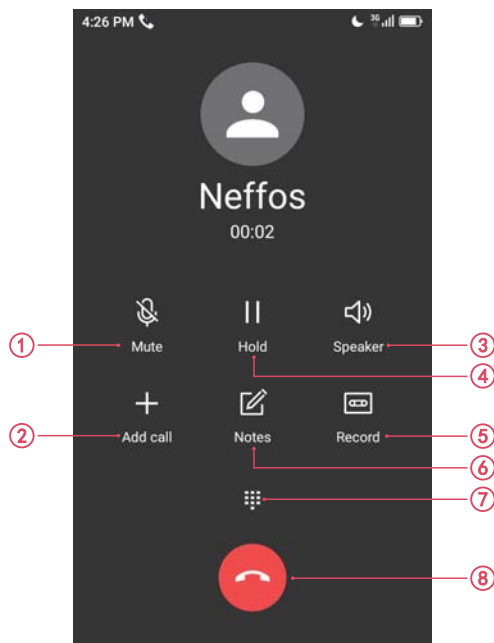 4:26 PM 3G
Neffos
00:02
① Mute Hold Speaker ③
④
② Add call Notes Record ⑤
⑥
⑦
⑧